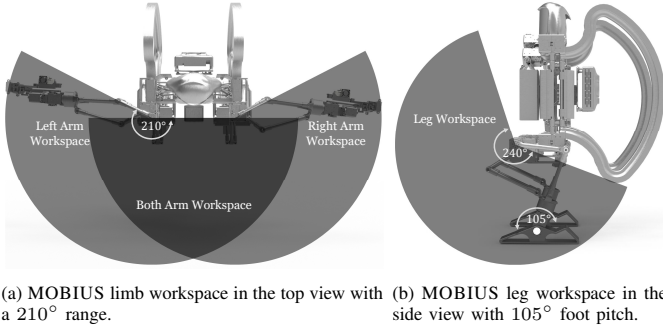 Left Arm
Workspace
210°
Right Arm
Workspace
Both Arm Workspace
Leg Workspace
240°
105°
(a) MOBIUS limb workspace in the top view with
a 210° range.
(b) MOBIUS leg workspace in the
side view with 105° foot pitch.